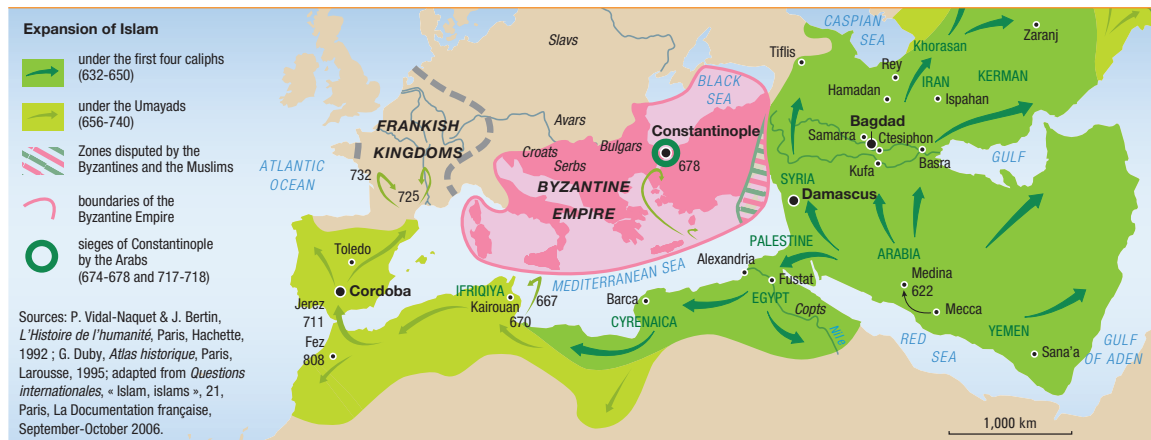 Expansion of Islam
under the first four caliphs
(632-650)
under the Umayads
(656-740)
Zones disputed by the
Byzantines and the Muslims
boundaries of the
Byzantine Empire
sieges of Constantinople
by the Arabs
(674-678 and 717-718)
Sources: P. Vidal-Naquet & J. Bertin,
L'Histoire de l'humanité, Paris, Hachette,
1992 ; G. Duby, Atlas historique, Paris,
Larousse, 1995; adapted from Questions
internationales, « Islam, islams », 21,
Paris, La Documentation française,
September-October 2006.
ATLANTIC
OCEAN
FRANKISH
KINGDOMS
732
725
Slavs
Avars
Croats
Serbs
Bulgars
BYZANTINE
EMPIRE
Constantinople
678
BLACK
SEA
CASPIAN
SEA
Tiflis
Khorasan
Zaranj
Rey
IRAN
KERMAN
Hamadan
Ispahan
Bagdad
Samarra
Ctesiphon
Kufa
Basra
GULF
SYRIA
Damascus
PALESTINE
ARABIA
Medina
622
Mecca
YEMEN
Sana'a
RED
SEA
GULF
OF ADEN
MEDITERRANEAN SEA
Alexandria
Fustat
EGYPT
Copts
Nile
Barca
CYRENAICA
IFRIQIYA
Kairouan
670
667
Toledo
Cordoba
Jerez
711
Fez
808
1,000 km